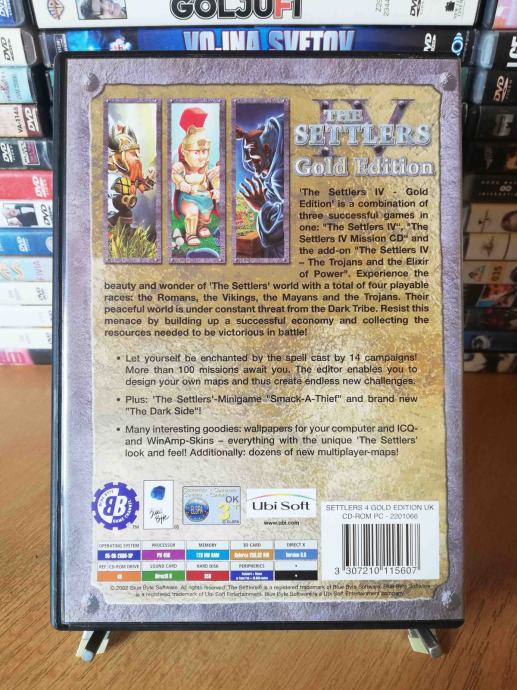 GOLJUFI
VOJNA SVETOV
IV
THE
SETTLERS
Gold Edition
'The Settlers IV - Gold
Edition' is a combination of
three successful games in
one: "The Settlers IV", "The
Settlers IV Mission CD" and
the add-on "The Settlers IV
– The Trojans and the Elixir
of Power". Experience the
beauty and wonder of 'The Settlers' world with a total of four playable
races: the Romans, the Vikings, the Mayans and the Trojans. Their
peaceful world is under constant threat from the Dark Tribe. Resist this
menace by building up a successful economy and collecting the
resources needed to be victorious in battle!
• Let yourself be enchanted by the spell cast by 14 campaigns!
More than 100 missions await you. The editor enables you to
design your own maps and thus create endless new challenges.
• Plus: 'The Settlers'-Minigame "Smack-A-Thief" and brand new
"The Dark Side"!
• Many interesting goodies: wallpapers for your computer and ICQ-
and WinAmp-Skins – everything with the unique 'The Settlers'
look and feel! Additionally: dozens of new multiplayer-maps!
ELSPA
OK
3+
Ubi Soft
www.ubi.com
SETTLERS 4 GOLD EDITION UK
CD-ROM PC - 2201066
3 307210 115607
OPERATING SYSTEM PROCESSOR MEMORY 3D CARD DIRECT X
REF. CD-ROM DRIVE SOUND CARD HARD DISK PERIPHERICS
4X DirectX 8
© 2002 Blue Byte Software. All rights reserved. The Settlers® is a registered trademark of Blue Byte Software. Blue Byte is a registered
trademark of Ubi Soft Entertainment. Blue Byte Software is a Ubi Soft Entertainment company.